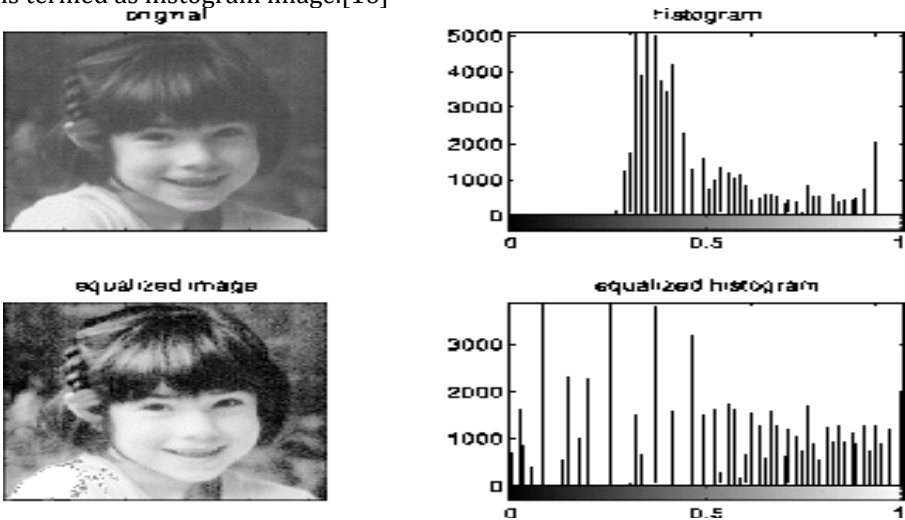 is termed as histogram image.[16]
original
histogram
5000
4000
3000
2000
1000
0
0 0.5 1
equalized image
equalized histogram
3000
2000
1000
0
0 0.5 1